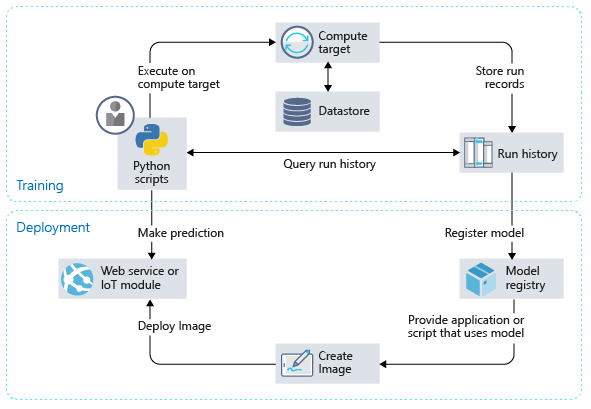 Compute
target
Execute on
compute target
Store run
records
Datastore
Python
scripts
Query run history
Run history
Training
Deployment
Make prediction
Register model
Web service or
IoT module
Model
registry
Deploy Image
Provide application or
script that uses model
Create
Image